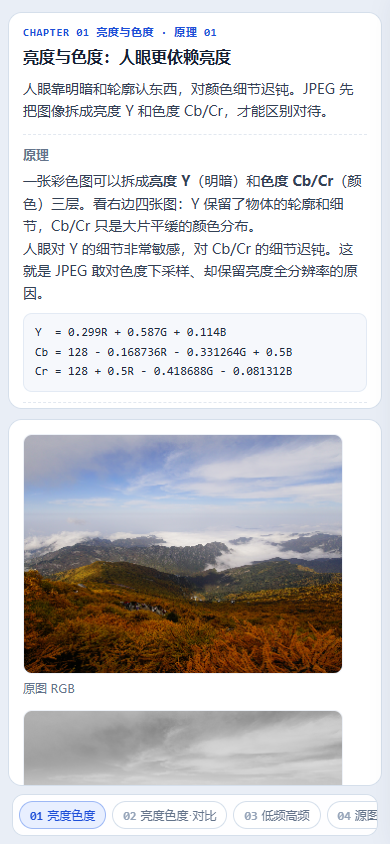 CHAPTER 01 亮度与色度 · 原理 01
亮度与色度：人眼更依赖亮度
人眼靠明暗和轮廓认东西，对颜色细节迟钝。JPEG 先
把图像拆成亮度 Y 和色度 Cb/Cr，才能区别对待。
原理
一张彩色图可以拆成亮度 Y（明暗）和色度 Cb/Cr（颜
色）三层。看右边四张图：Y 保留了物体的轮廓和细
节，Cb/Cr 只是大片平缓的颜色分布。
人眼对 Y 的细节非常敏感，对 Cb/Cr 的细节迟钝。这
就是 JPEG 敢对色度下采样、却保留亮度全分辨率的原
因。
Y  = 0.299R + 0.587G + 0.114B
Cb = 128 - 0.168736R - 0.331264G + 0.5B
Cr = 128 + 0.5R - 0.418688G - 0.081312B
原图 RGB
01 亮度色度
02 亮度色度·对比
03 低频高频
04 源图